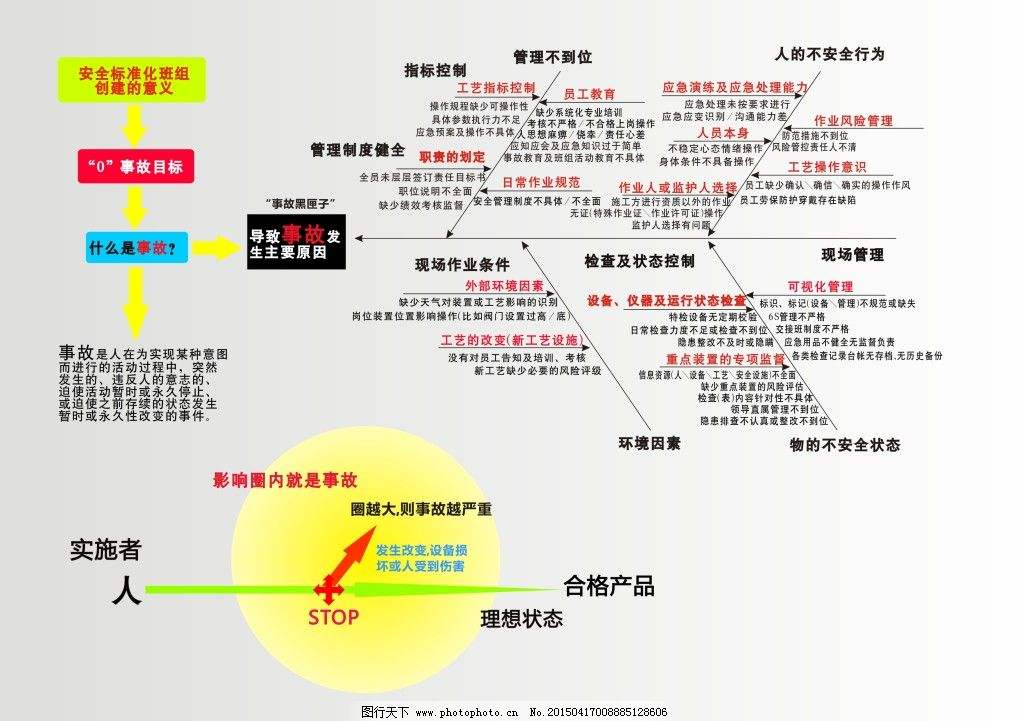 安全标准化班组
创建的意义
“0”事故目标
什么是事故?
事故是人在为实现某种意图
而进行的活动过程中，突然
发生的、违反人的意志的、
迫使活动暂时或永久停止、
或迫使之前存续的状态发生
暂时或永久性改变的事件。
“事故黑匣子”
导致事故发
生主要原因
管理不到位
指标控制
工艺指标控制
操作规程缺少可操作性
具体参数执行力不足
应急预案及操作不具体
员工教育
缺少系统化专业培训
考核不严格/不合格上岗操作
人思想麻痹/侥幸/责任心差
应知应会及应急知识过于简单
事故教育及班组活动教育不具体
管理制度健全
职责的划定
全员未层层签订责任目标书
职位说明不全面
缺少绩效考核监督
日常作业规范
安全管理制度不具体/不全面
人的不安全行为
应急演练及应急处理能力
应急处理未按要求进行
应急应变识别/沟通能力差
作业风险管理
防范措施不到位
风险管控责任人不清
人员本身
不稳定心态情绪操作
身体条件不具备操作
工艺操作意识
员工缺少确认╲确信╲确实的操作作风
员工劳保防护穿戴存在缺陷
作业人或监护人选择
施工方进行资质以外的作业
无证(特殊作业证╲作业许可证)操作
监护人选择有问题
现场作业条件
外部环境因素
缺少天气对装置或工艺影响的识别
岗位装置位置影响操作(比如阀门设置过高/底)
工艺的改变(新工艺设施)
没有对员工告知及培训、考核
新工艺缺少必要的风险评级
环境因素
检查及状态控制
设备、仪器及运行状态检查
特检设备无定期校验
日常检查力度不足或检查不到位
隐患整改不及时或隐瞒
重点装置的专项监督
信息资源(人╲设备╲工艺╲安全设施)不全面
缺少重点装置的风险评估
检查(表)内容针对性不具体
领导直属管理不到位
隐患排查不认真或整改不到位
现场管理
可视化管理
标识、标记(设备╲管理)不规范或缺失
6S管理不严格
交接班制度不严格
应急用品不健全无监督负责
各类检查记录台帐无存档,无历史备份
物的不安全状态
影响圈内就是事故
圈越大,则事故越严重
发生改变,设备损
坏或人受到伤害
实施者
人
STOP
合格产品
理想状态
图行天下 www.photophoto.cn No.20150417008885128606